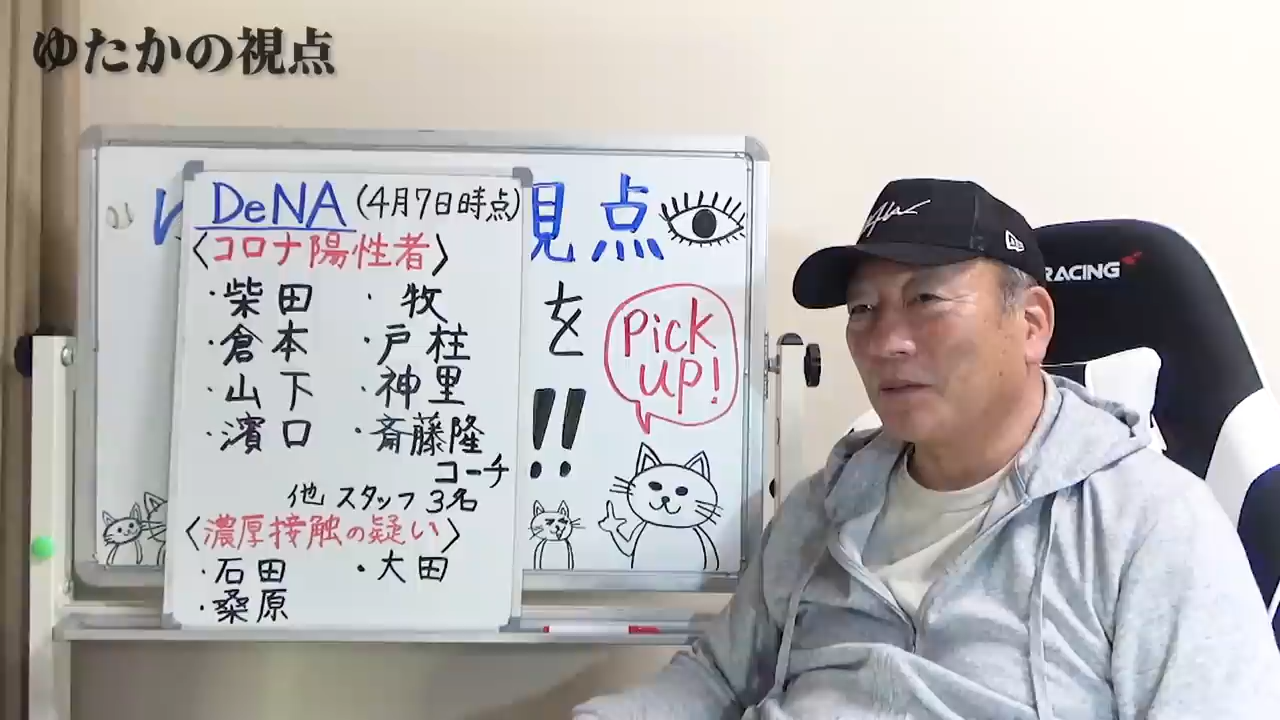 ゆたかの視点
DeNA (4月7日時点)
〈コロナ陽性者〉
・柴田 ・牧
・倉本 ・戸柱
・山下 ・神里
・濱口 ・斎藤隆
コーチ
他 スタッフ 3名
〈濃厚接触の疑い〉
・石田 ・大田
・桑原
見点
を
!!
Pick
up!
RACING